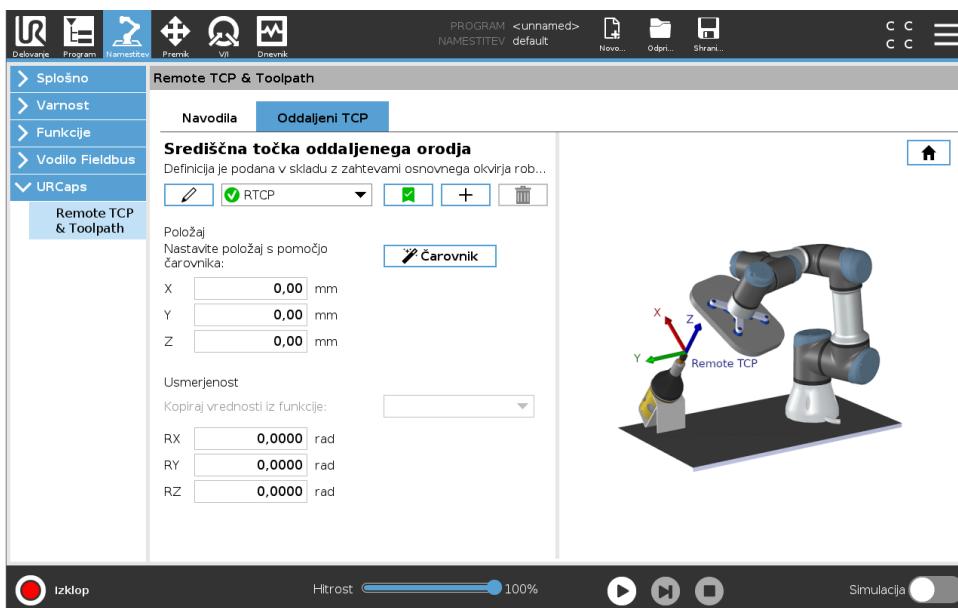 PROGRAM <unnamed>
NAMESTITEV default
Delovanje Program Namestitev Premik V/I Dnevnik Novo... Odpri... Shrani...
C C
C C
Splošno
Varnost
Funkcije
Vodilo Fieldbus
URCaps
Remote TCP
& Toolpath
Remote TCP & Toolpath
Navodila Oddaljeni TCP
Središčna točka oddaljenega orodja
Definicija je podana v skladu z zahtevami osnovnega okvirja rob...
RTCP
Položaj
Nastavite položaj s pomočjo
čarovnika:
Čarovnik
X 0,00 mm
Y 0,00 mm
Z 0,00 mm
Usmerjenost
Kopiraj vrednosti iz funkcije:
RX 0,0000 rad
RY 0,0000 rad
RZ 0,0000 rad
X
Z
Y
Remote TCP
Izklop Hitrost 100% Simulacija